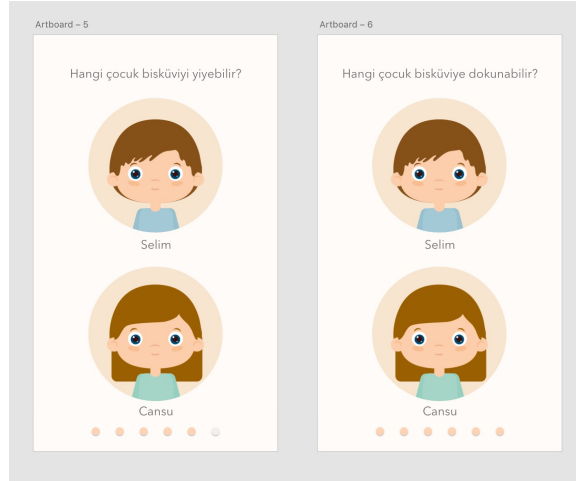 Artboard – 5
Hangi çocuk bisküviyi yiyebilir?
Selim
Cansu
Artboard – 6
Hangi çocuk bisküviye dokunabilir?
Selim
Cansu